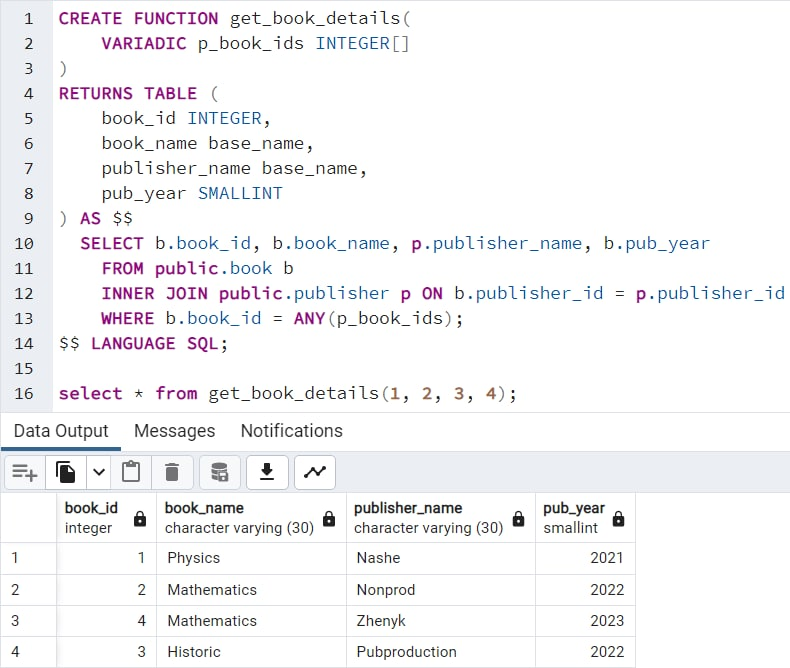 1 CREATE FUNCTION get_book_details(
2 VARIADIC p_book_ids INTEGER[]
3 )
4 RETURNS TABLE (
5 book_id INTEGER,
6 book_name base_name,
7 publisher_name base_name,
8 pub_year SMALLINT
9 ) AS $$
10 SELECT b.book_id, b.book_name, p.publisher_name, b.pub_year
11 FROM public.book b
12 INNER JOIN public.publisher p ON b.publisher_id = p.publisher_id
13 WHERE b.book_id = ANY(p_book_ids);
14 $$ LANGUAGE SQL;
15
16 select * from get_book_details(1, 2, 3, 4);
Data Output Messages Notifications
book_id book_name publisher_name pub_year
integer character varying (30) character varying (30) smallint
1 1 Physics Nashe 2021
2 2 Mathematics Nonprod 2022
3 4 Mathematics Zhenyk 2023
4 3 Historic Pubproduction 2022